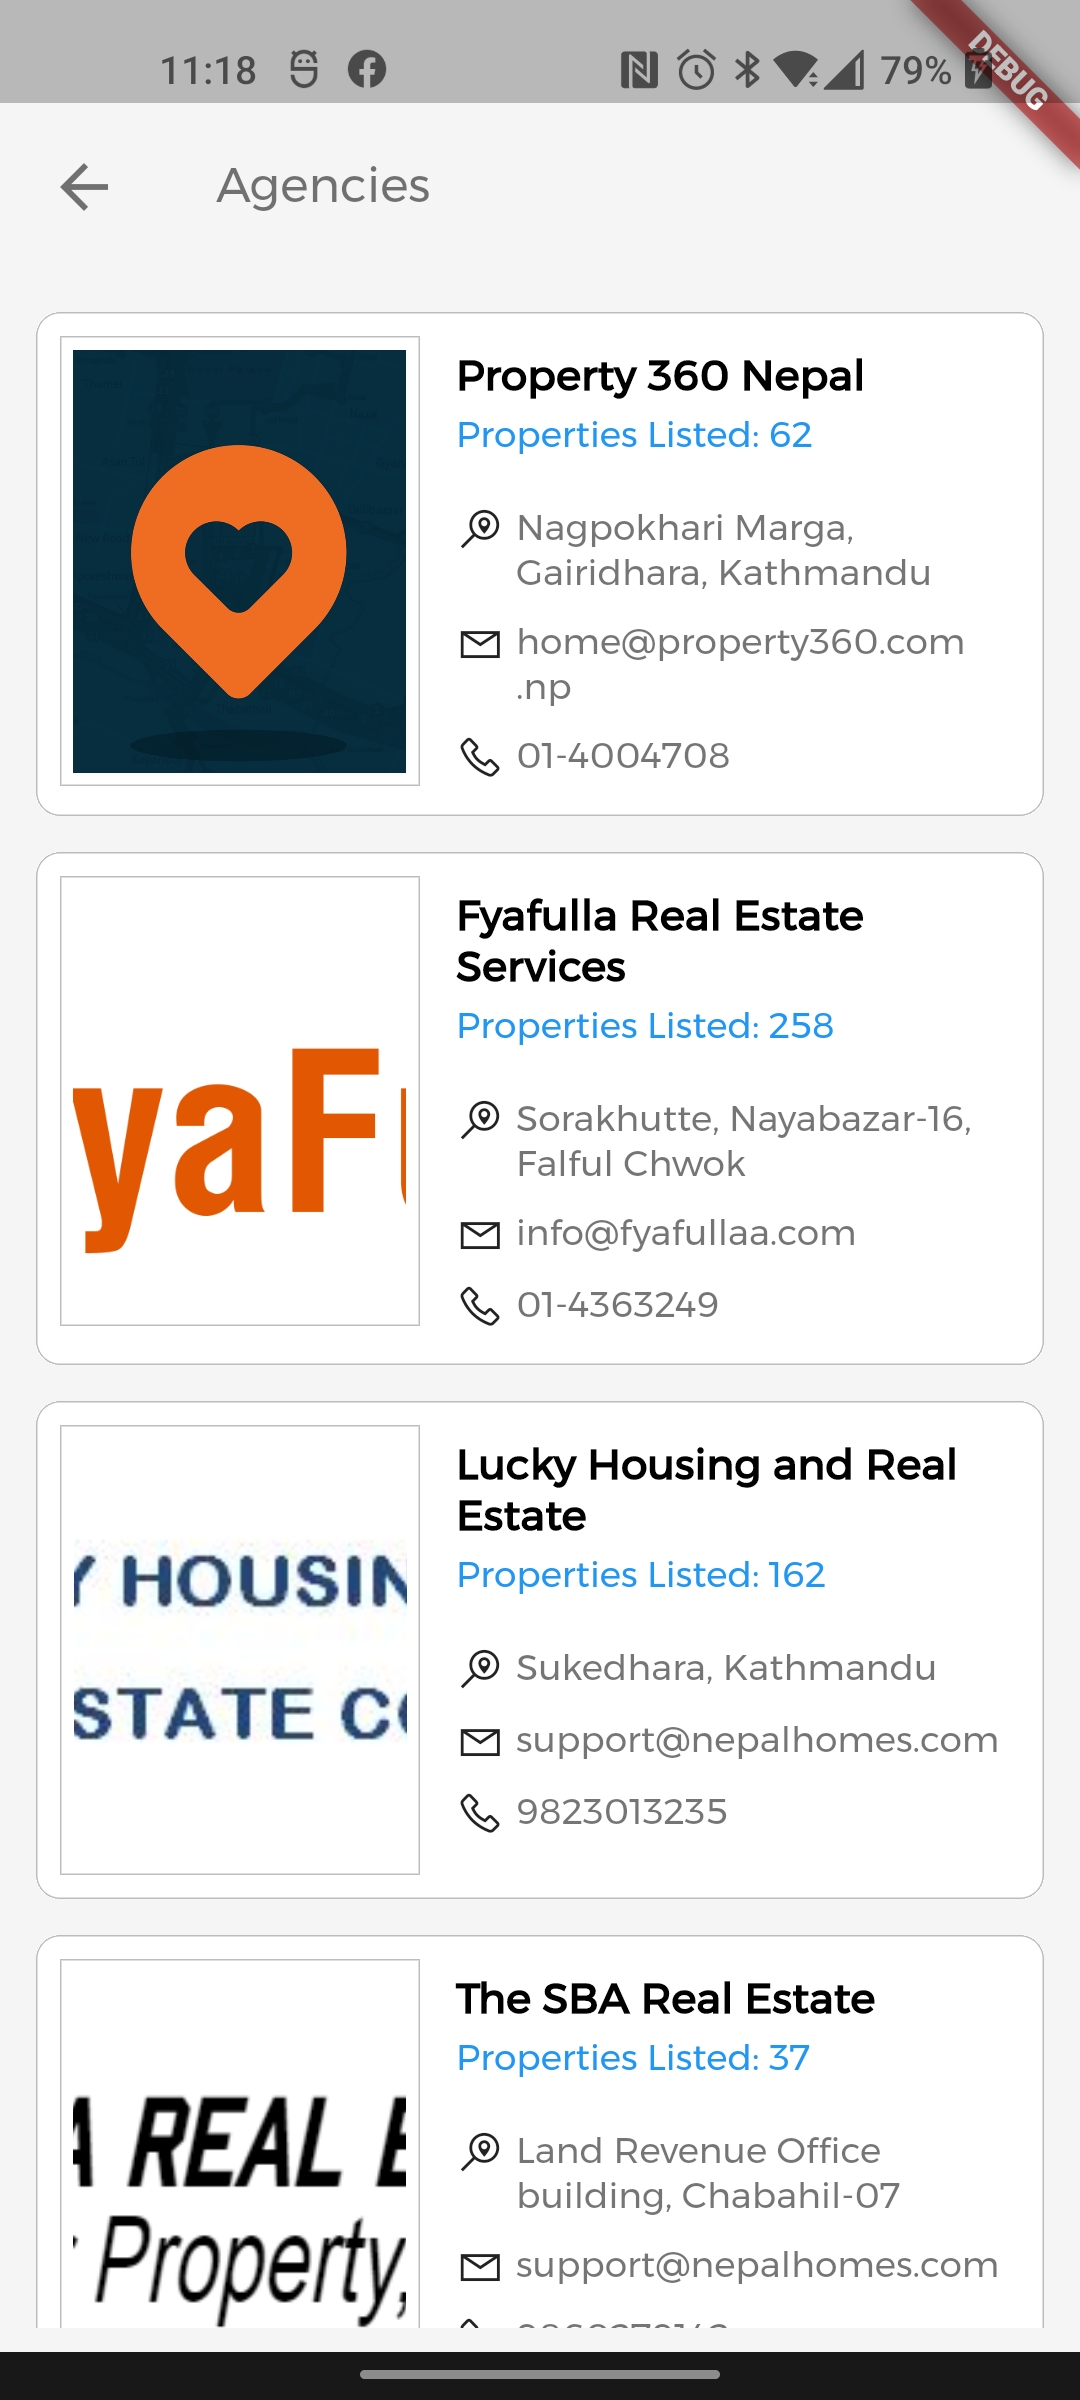 11:18
79%
DEBUG
Agencies
Property 360 Nepal
Properties Listed: 62
Nagpokhari Marga,
Gairidhara, Kathmandu
home@property360.com
.np
01-4004708
yaF
Fyafulla Real Estate
Services
Properties Listed: 258
Sorakhutte, Nayabazar-16,
Falful Chwok
info@fyafullaa.com
01-4363249
Y HOUSIN
STATE CO
Lucky Housing and Real
Estate
Properties Listed: 162
Sukedhara, Kathmandu
support@nepalhomes.com
9823013235
A REAL E
Property,
The SBA Real Estate
Properties Listed: 37
Land Revenue Office
building, Chabahil-07
support@nepalhomes.com